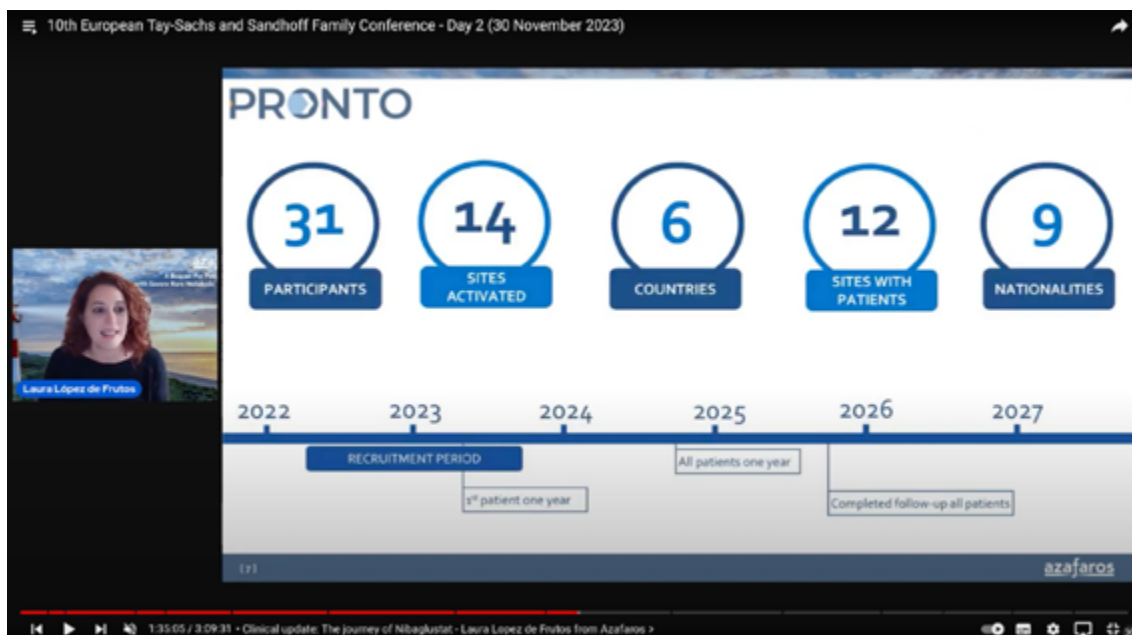 10th European Tay-Sachs and Sandhoff Family Conference - Day 2 (30 November 2023)
PRONTO
31
PARTICIPANTS
14
SITES
ACTIVATED
6
COUNTRIES
12
SITES WITH
PATIENTS
9
NATIONALITIES
Laura López de Frutos
2022 2023 2024 2025 2026 2027
RECRUITMENT PERIOD
1st patient one year
All patients one year
Completed follow-up all patients
[7]
azafaros
1:35:05 / 3:09:31 • Clinical update: The journey of Nibaglustat - Laura Lopez de Frutos from Azafaros >